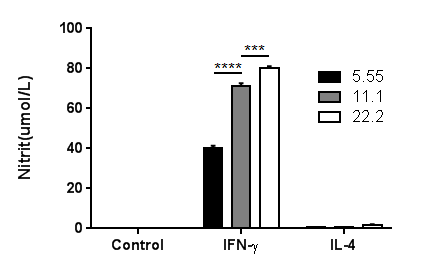 Nitrit(umol/L)
100
80
60
40
20
0
****
***
5.55
11.1
22.2
Control
IFN-γ
IL-4